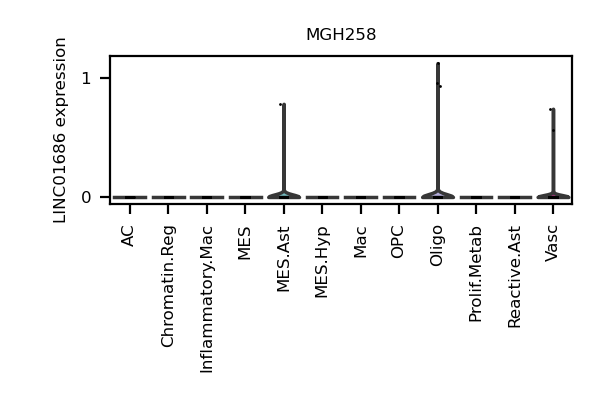 MGH258
LINC01686 expression
1
0
AC
Chromatin.Reg
Inflammatory.Mac
MES
MES.Ast
MES.Hyp
Mac
OPC
Oligo
Prolif.Metab
Reactive.Ast
Vasc